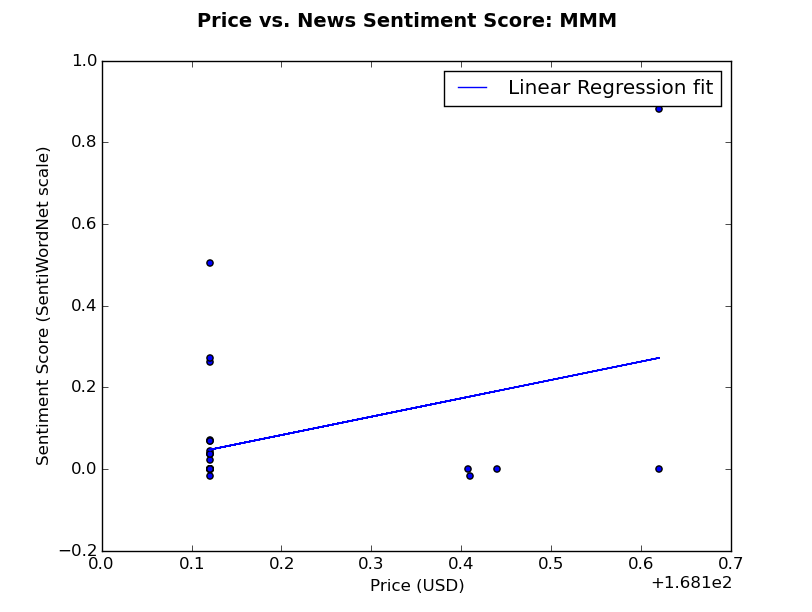 Price vs. News Sentiment Score: MMM
Linear Regression fit
Sentiment Score (SentiWordNet scale)
1.0
0.8
0.6
0.4
0.2
0.0
−0.2
0.0 0.1 0.2 0.3 0.4 0.5 0.6 0.7
+1.681e2
Price (USD)